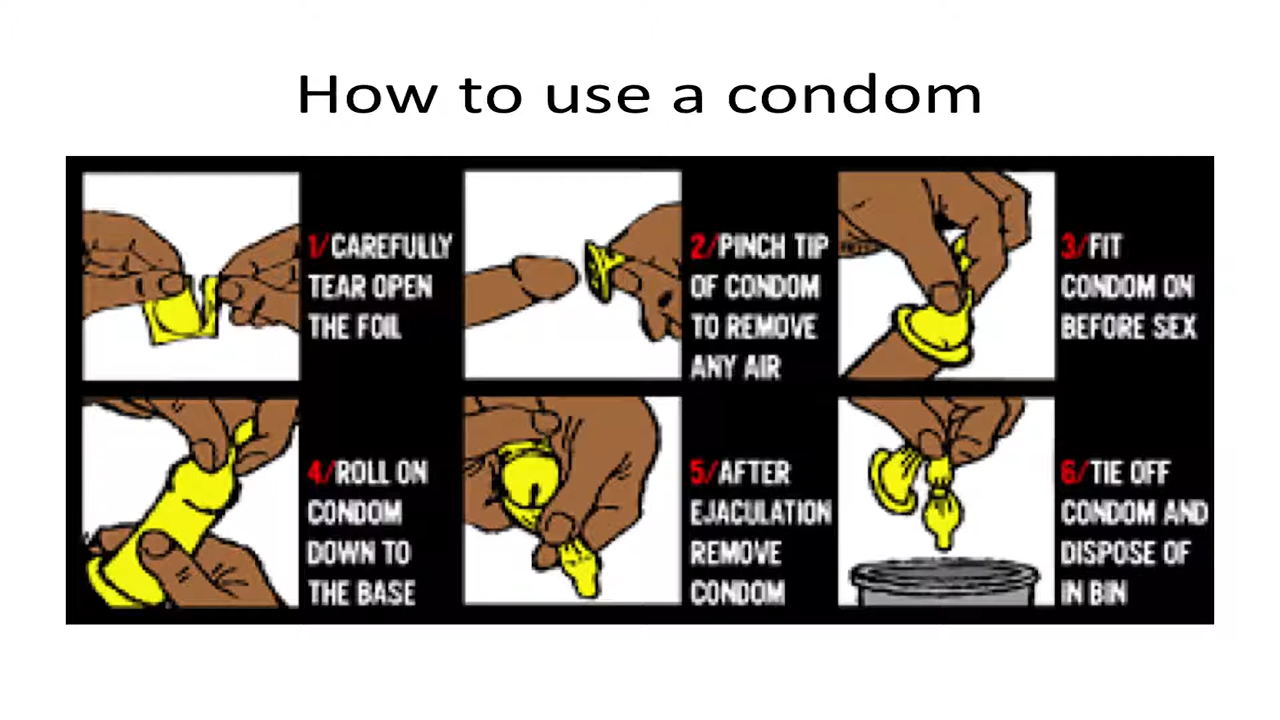 How to use a condom
1/CAREFULLY
TEAR OPEN
THE FOIL
2/PINCH TIP
OF CONDOM
TO REMOVE
ANY AIR
3/FIT
CONDOM ON
BEFORE SEX
4/ROLL ON
CONDOM
DOWN TO
THE BASE
5/AFTER
EJACULATION
REMOVE
CONDOM
6/TIE OFF
CONDOM AND
DISPOSE OF
IN BIN